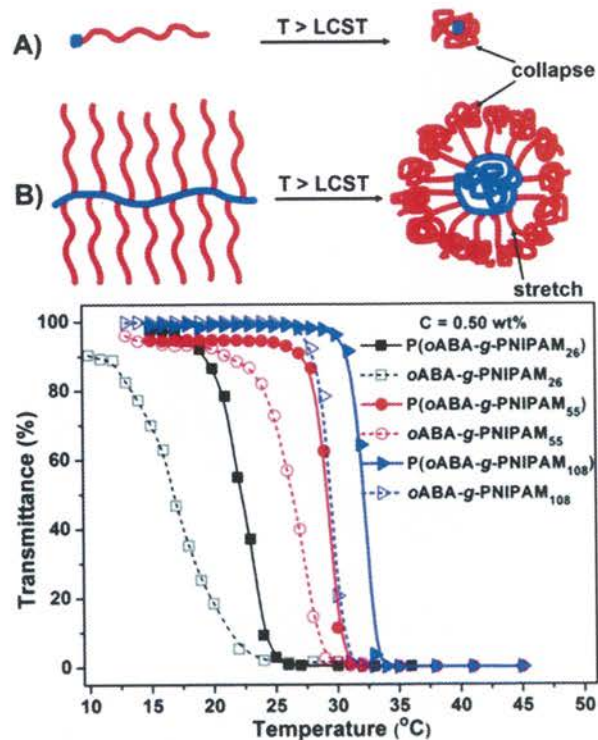 A)
T > LCST
collapse
B)
T > LCST
stretch
C = 0.50 wt%
P(oABA-g-PNIPAM26)
oABA-g-PNIPAM26
P(oABA-g-PNIPAM55)
oABA-g-PNIPAM55
P(oABA-g-PNIPAM108)
oABA-g-PNIPAM108
Transmittance (%)
100
80
60
40
20
0
10 15 20 25 30 35 40 45 50
Temperature (°C)